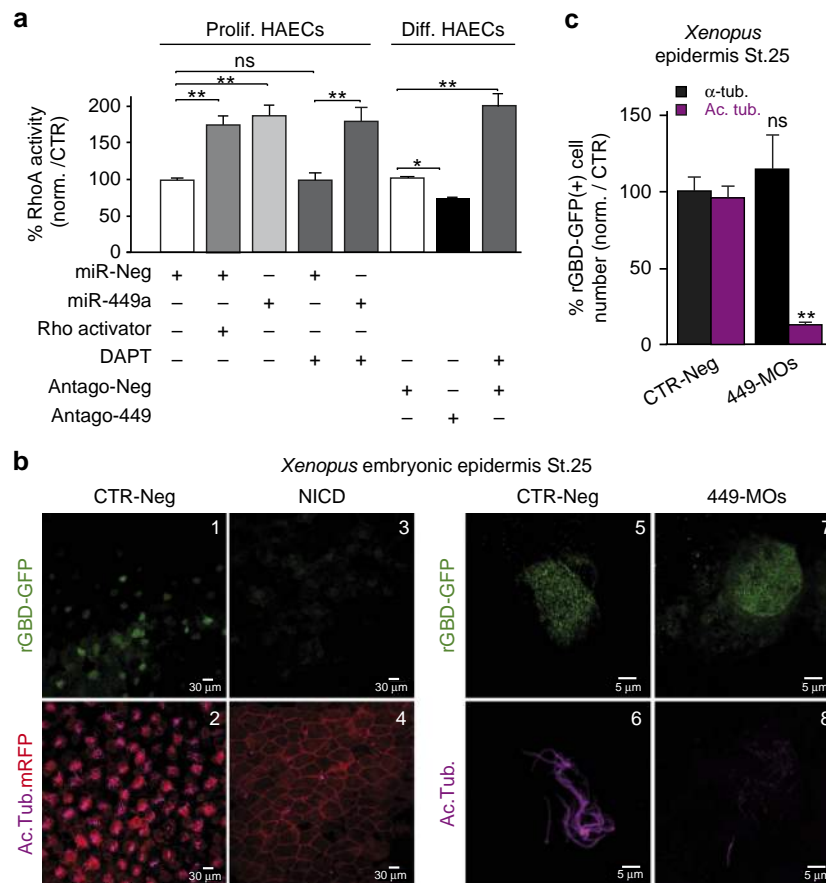 a
Prolif. HAECs
Diff. HAECs
ns
**
**
**
**
*
% RhoA activity
(norm. /CTR)
200
150
100
50
0
miR-Neg + + – + –
miR-449a – – + – +
Rho activator – + – – –
DAPT – – – + + – – +
Antago-Neg + – +
Antago-449 – + –
c
Xenopus
epidermis St.25
α-tub.
Ac. tub.
ns
**
% rGBD-GFP(+) cell
number (norm. / CTR)
150
100
50
0
CTR-Neg
449-MOs
b
Xenopus embryonic epidermis St.25
CTR-Neg NICD CTR-Neg 449-MOs
rGBD-GFP
1
30 µm
3
30 µm
rGBD-GFP
5
5 µm
7
5 µm
Ac.Tub.mRFP
2
30 µm
4
30 µm
Ac.Tub.
6
5 µm
8
5 µm